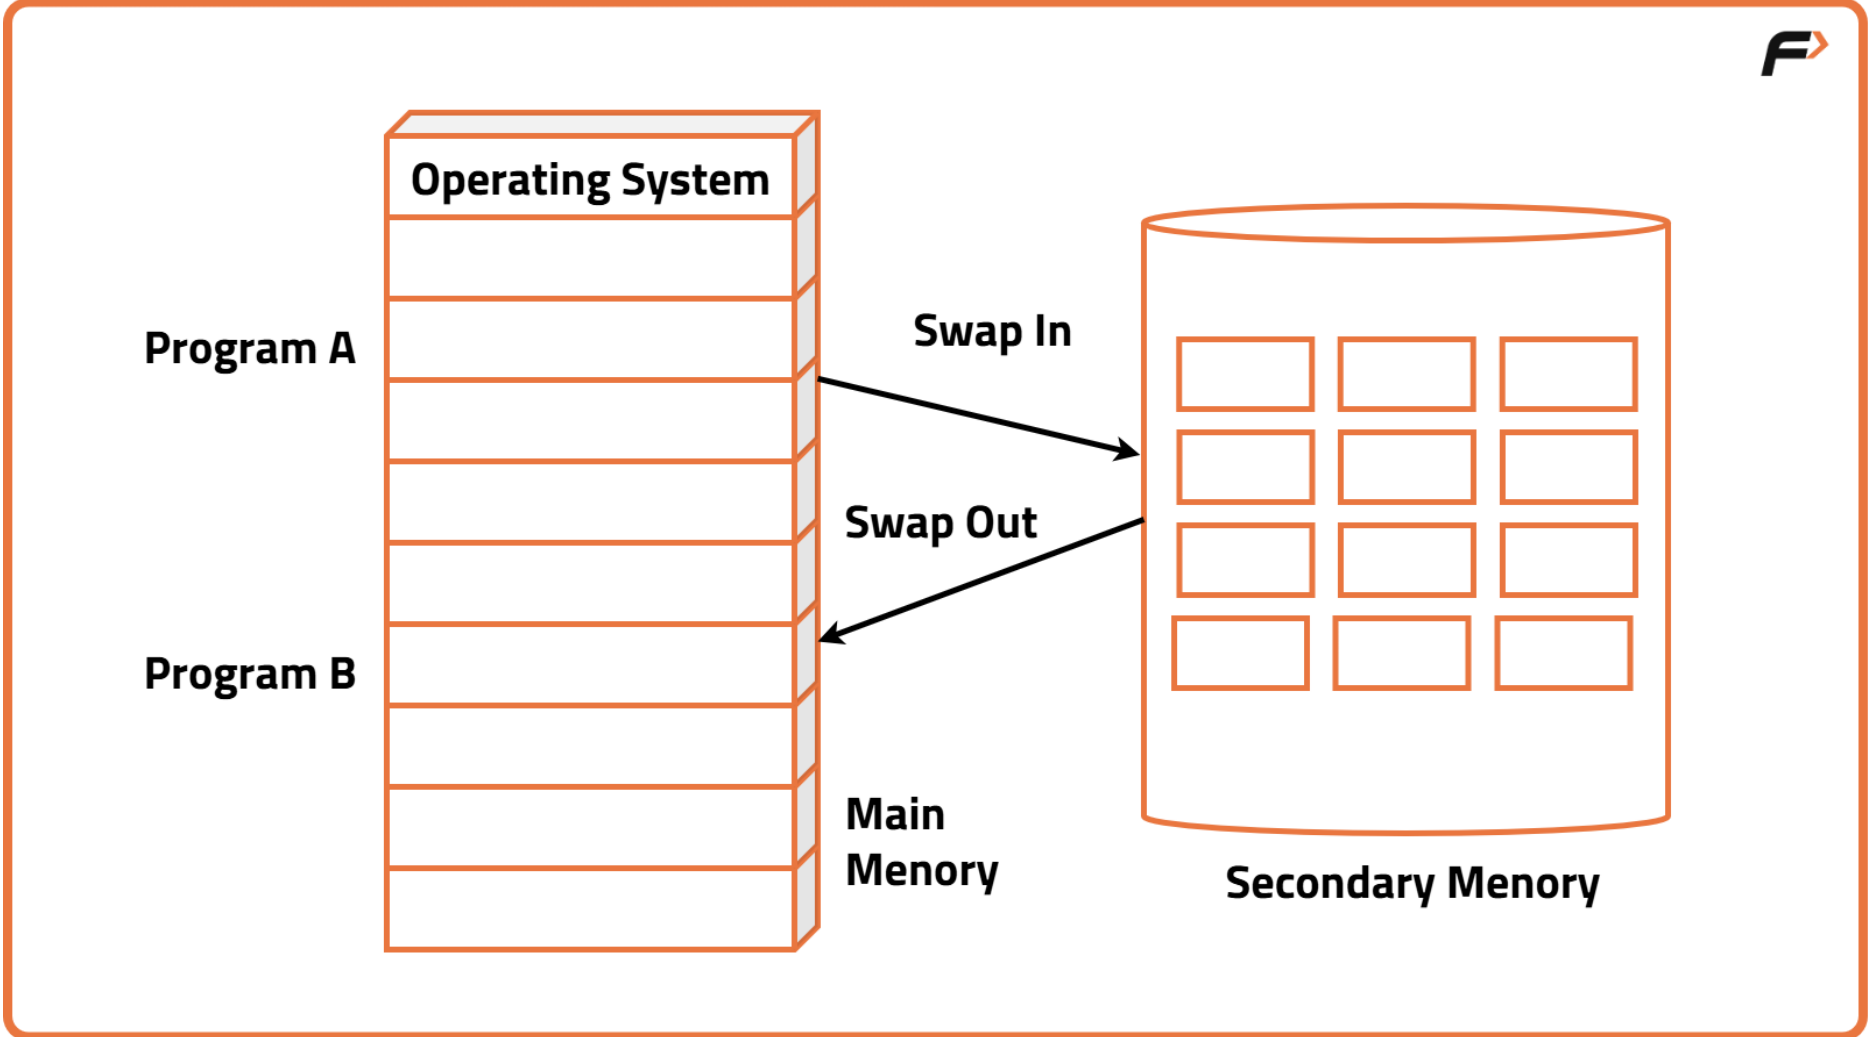 Operating System
Program A
Swap In
Swap Out
Program B
Main
Menory
Secondary Menory